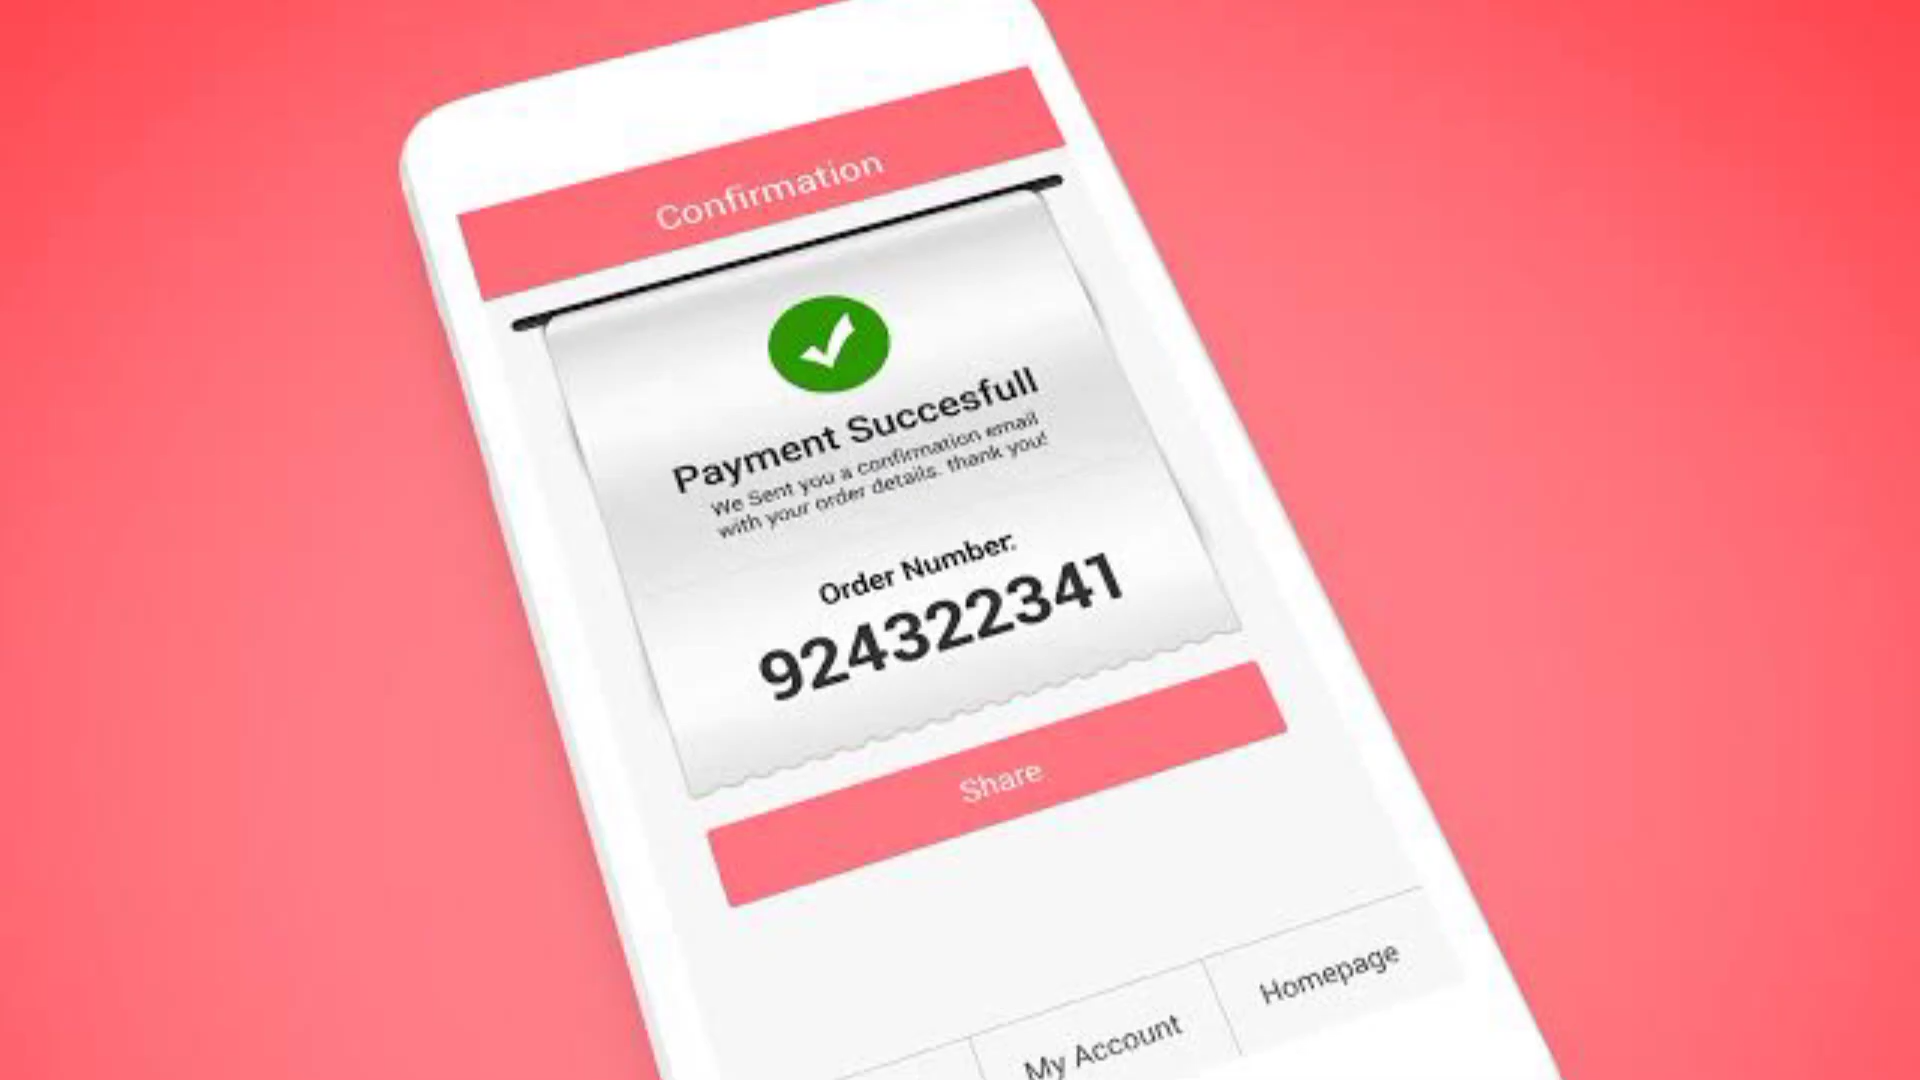 Confirmation
Payment Succesfull
We Sent you a confirmation email
with your order details. thank you!
Order Number:
924322341
Share
My Account
Homepage